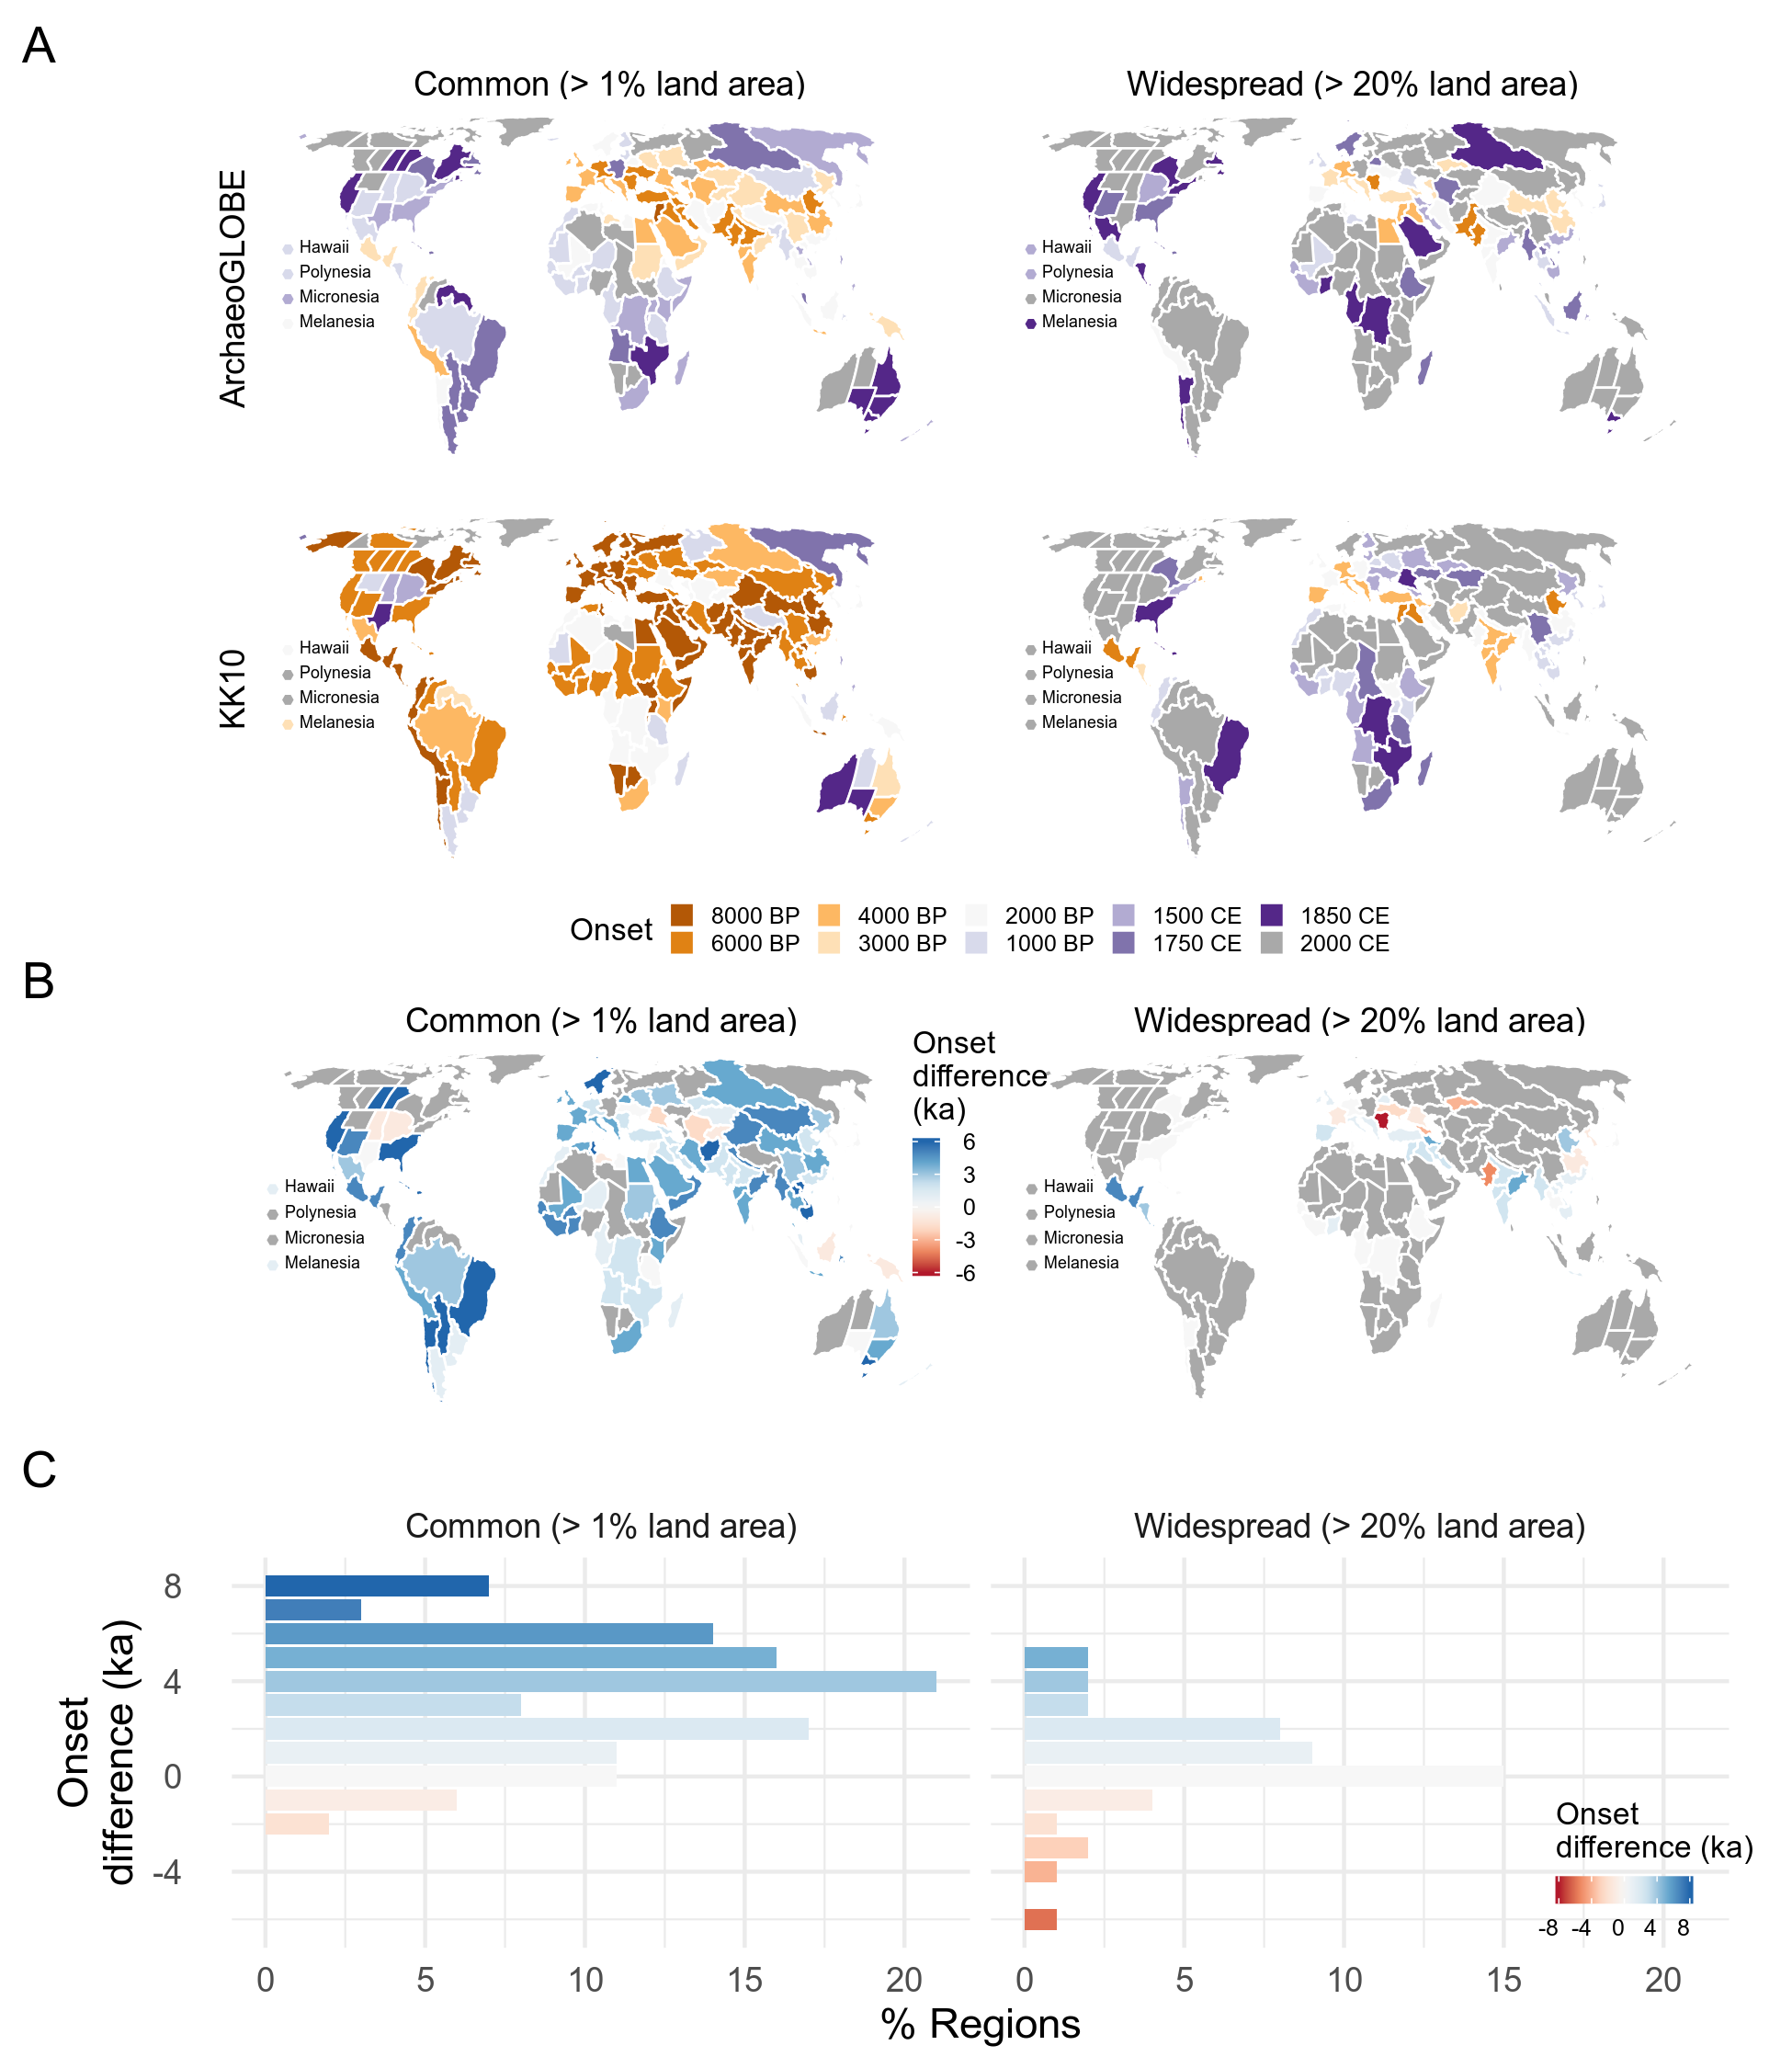 A
Common (> 1% land area)
Widespread (> 20% land area)
ArchaeoGLOBE
Hawaii
Polynesia
Micronesia
Melanesia
Hawaii
Polynesia
Micronesia
Melanesia
KK10
Hawaii
Polynesia
Micronesia
Melanesia
Hawaii
Polynesia
Micronesia
Melanesia
Onset
8000 BP
4000 BP
2000 BP
1500 CE
1850 CE
6000 BP
3000 BP
1000 BP
1750 CE
2000 CE
B
Common (> 1% land area)
Widespread (> 20% land area)
Hawaii
Polynesia
Micronesia
Melanesia
Onset
difference
(ka)
6
3
0
-3
-6
Hawaii
Polynesia
Micronesia
Melanesia
C
Common (> 1% land area)
Widespread (> 20% land area)
Onset
difference (ka)
8
4
0
-4
Onset
difference (ka)
-8 -4 0 4 8
0 5 10 15 20
0 5 10 15 20
% Regions